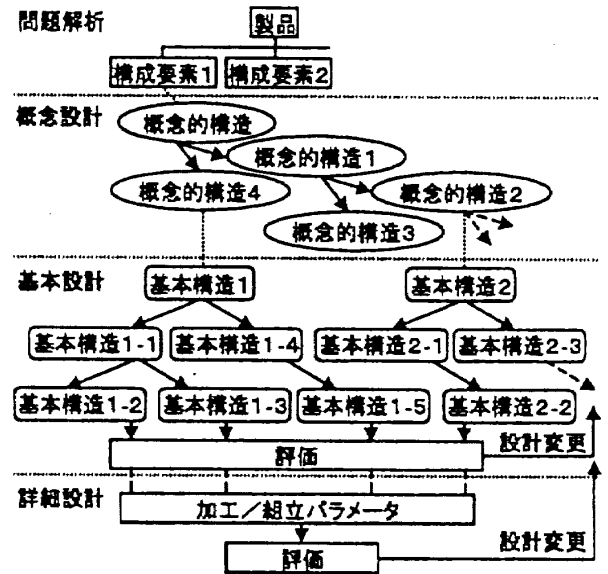 問題解析
製品
構成要素1
構成要素2
概念設計
概念的構造
概念的構造1
概念的構造4
概念的構造2
概念的構造3
基本設計
基本構造1
基本構造2
基本構造1-1
基本構造1-4
基本構造2-1
基本構造2-3
基本構造1-2
基本構造1-3
基本構造1-5
基本構造2-2
評価
設計変更
詳細設計
加工/組立パラメータ
設計変更
評価